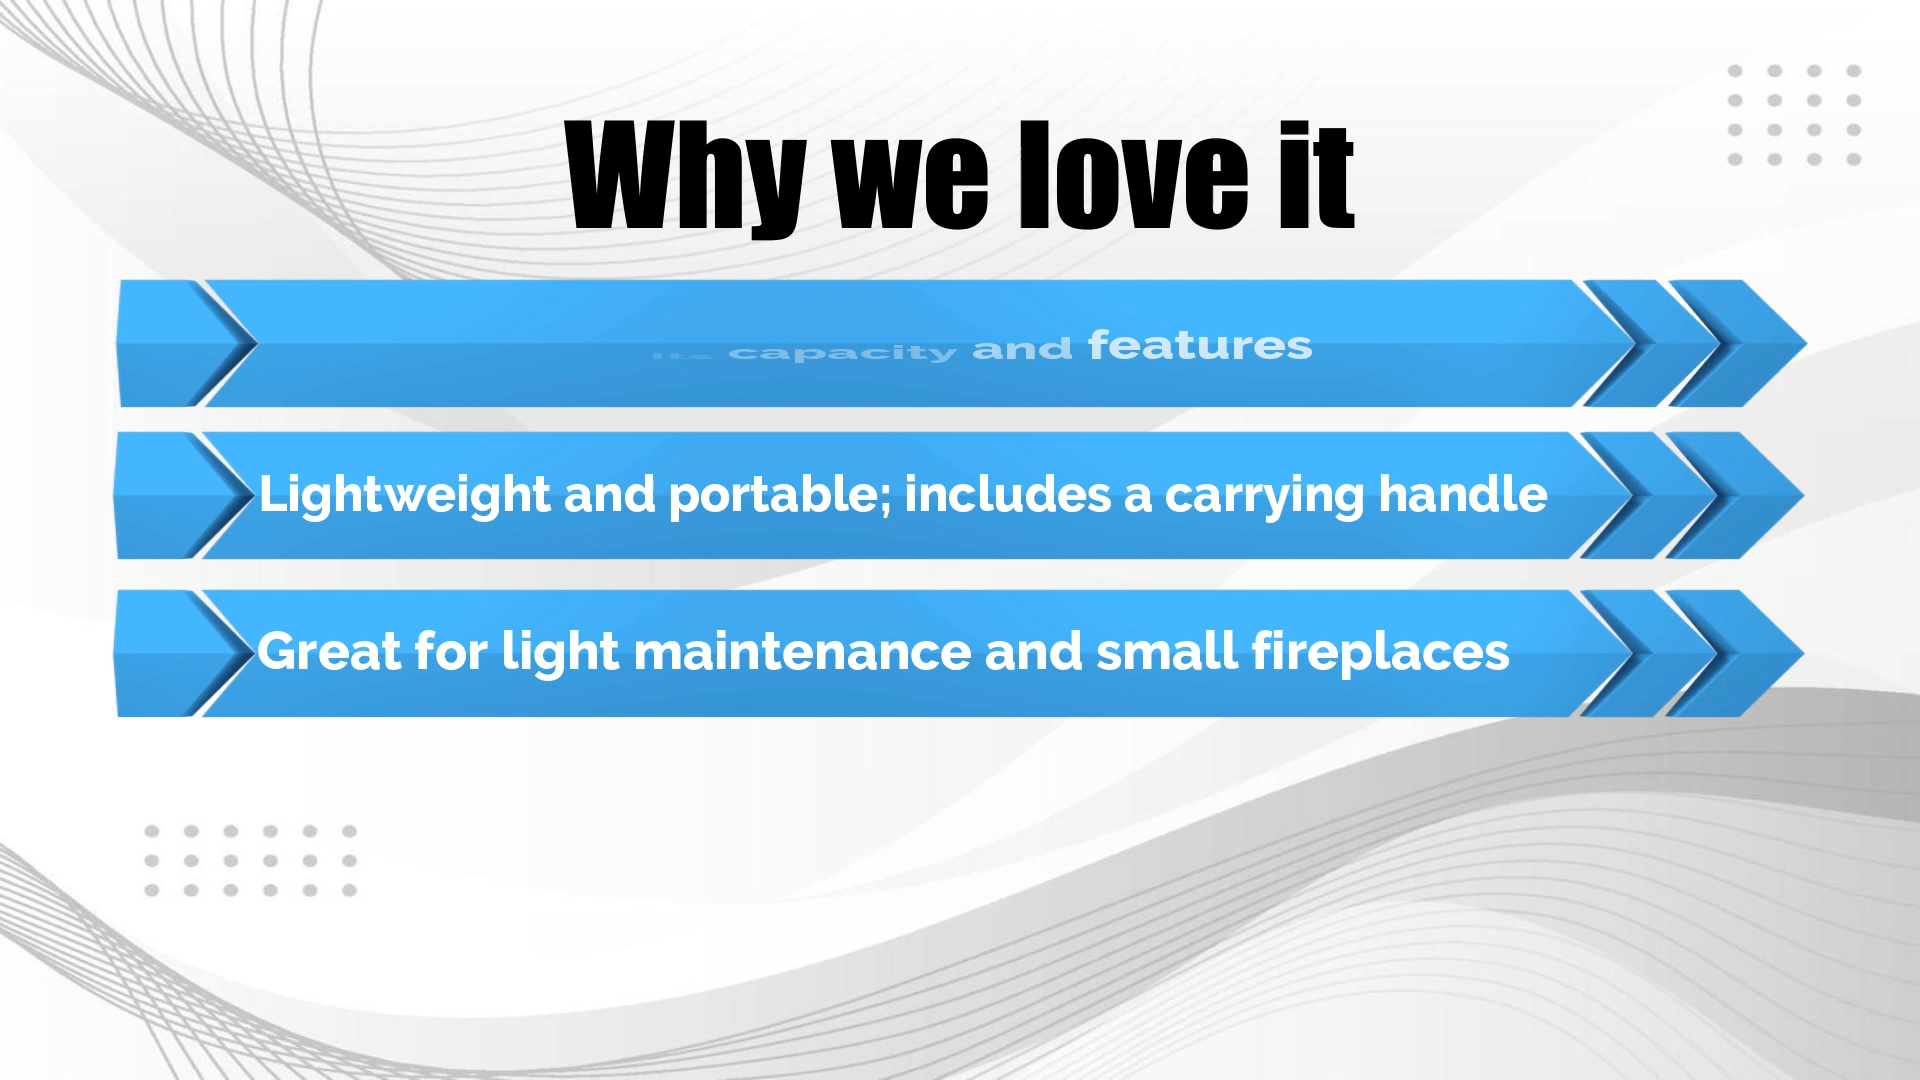 Why we love it
its capacity and features
Lightweight and portable; includes a carrying handle
Great for light maintenance and small fireplaces